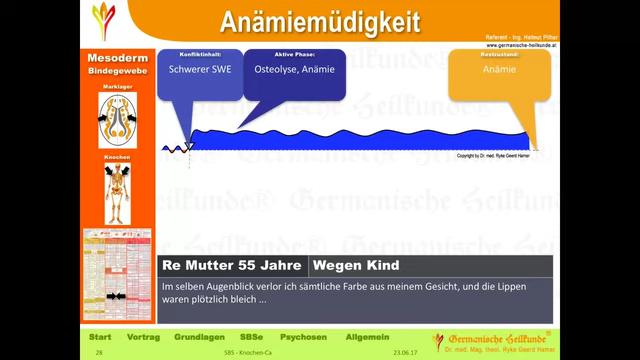 Anämiemüdigkeit
Referent - Ing. Helmut Pilhar
www.germanische-heilkunde.at
Mesoderm
Bindegewebe
Marklager
Knochen
Konfliktinhalt:
Schwerer SWE
Aktive Phase:
Osteolyse, Anämie
Restzustand:
Anämie
Copyright by Dr. med. Ryke Geerd Hamer
Germanische Heilkunde®
Re Mutter 55 Jahre Wegen Kind
Im selben Augenblick verlor ich sämtliche Farbe aus meinem Gesicht, und die Lippen
waren plötzlich bleich ...
Start Vortrag Grundlagen SBSe Psychosen Allgemein
28 SBS - Knochen-Ca 23.06.17
Germanische Heilkunde®
Dr. med. Mag. theol. Ryke Geerd Hamer